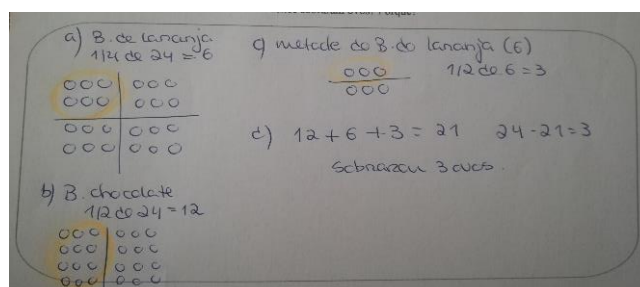 a) B. de laranja
1/4 de 24 = 6
b) B. chocolate
1/2 de 24 = 12
c) metade do B. do laranja (6)
1/2 de 6 = 3
d) 12 + 6 + 3 = 21 24 - 21 = 3
Sobraram 3 ovos.